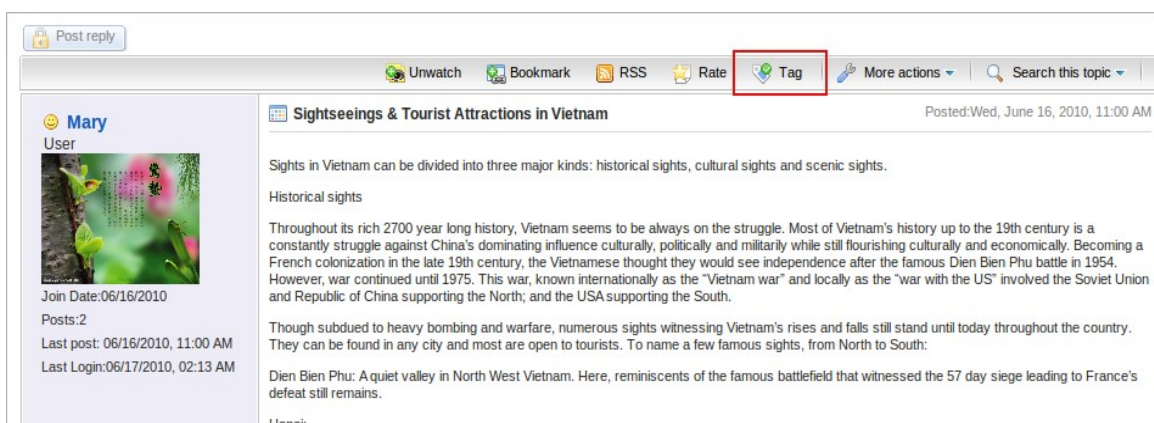 Post reply
Unwatch Bookmark RSS Rate Tag More actions Search this topic
Mary
User
驚蟄
Join Date:06/16/2010
Posts:2
Last post: 06/16/2010, 11:00 AM
Last Login:06/17/2010, 02:13 AM
Sightseeings & Tourist Attractions in Vietnam
Posted:Wed, June 16, 2010, 11:00 AM
Sights in Vietnam can be divided into three major kinds: historical sights, cultural sights and scenic sights.
Historical sights
Throughout its rich 2700 year long history, Vietnam seems to be always on the struggle. Most of Vietnam's history up to the 19th century is a
constantly struggle against China's dominating influence culturally, politically and militarily while still flourishing culturally and economically. Becoming a
French colonization in the late 19th century, the Vietnamese thought they would see independence after the famous Dien Bien Phu battle in 1954.
However, war continued until 1975. This war, known internationally as the “Vietnam war” and locally as the “war with the US” involved the Soviet Union
and Republic of China supporting the North; and the USA supporting the South.
Though subdued to heavy bombing and warfare, numerous sights witnessing Vietnam's rises and falls still stand until today throughout the country.
They can be found in any city and most are open to tourists. To name a few famous sights, from North to South:
Dien Bien Phu: A quiet valley in North West Vietnam. Here, reminiscents of the famous battlefield that witnessed the 57 day siege leading to France's
defeat still remains.